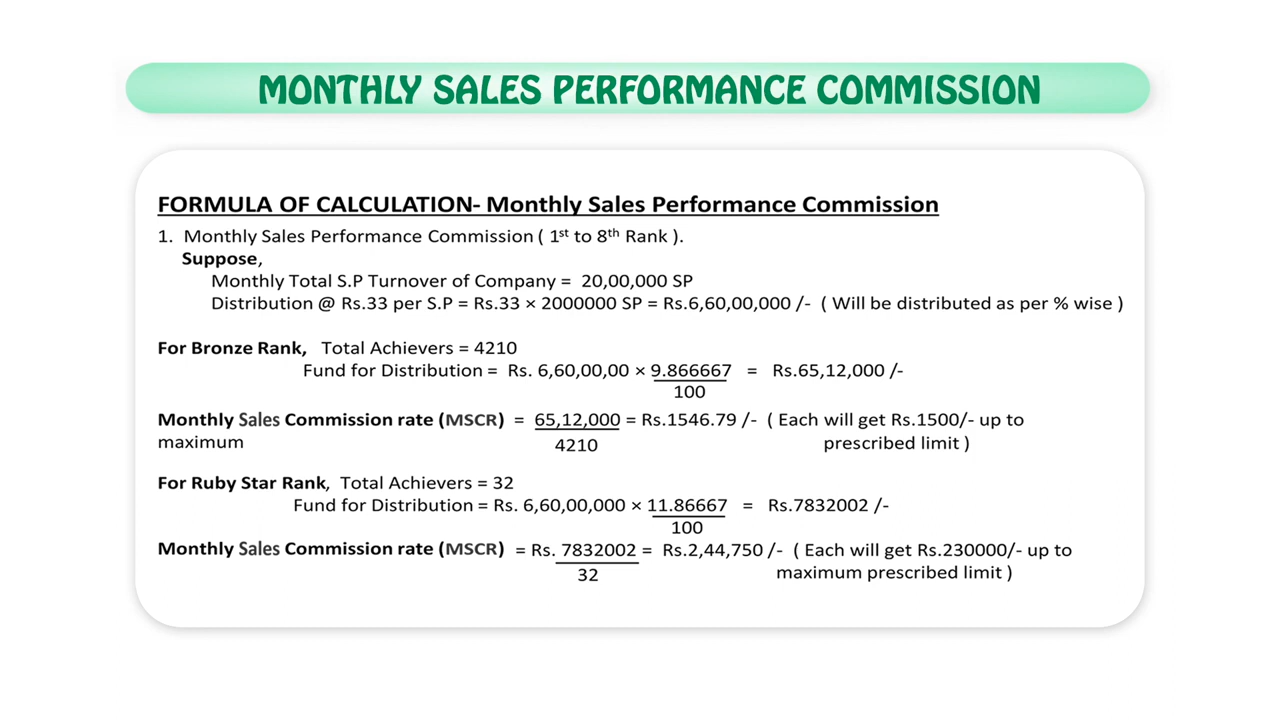 MONTHLY SALES PERFORMANCE COMMISSION
FORMULA OF CALCULATION- Monthly Sales Performance Commission
1. Monthly Sales Performance Commission ( 1st to 8th Rank ).
Suppose,
Monthly Total S.P Turnover of Company = 20,00,000 SP
Distribution @ Rs.33 per S.P = Rs.33 × 2000000 SP = Rs.6,60,00,000 /- ( Will be distributed as per % wise )
For Bronze Rank, Total Achievers = 4210
Fund for Distribution = Rs. 6,60,00,00 × 9.866667 = Rs.65,12,000 /-
100
Monthly Sales Commission rate (MSCR) = 65,12,000 = Rs.1546.79 /- ( Each will get Rs.1500/- up to
maximum 4210 prescribed limit )
For Ruby Star Rank, Total Achievers = 32
Fund for Distribution = Rs. 6,60,00,000 × 11.86667 = Rs.7832002 /-
100
Monthly Sales Commission rate (MSCR) = Rs. 7832002 = Rs.2,44,750 /- ( Each will get Rs.230000/- up to
32 maximum prescribed limit )